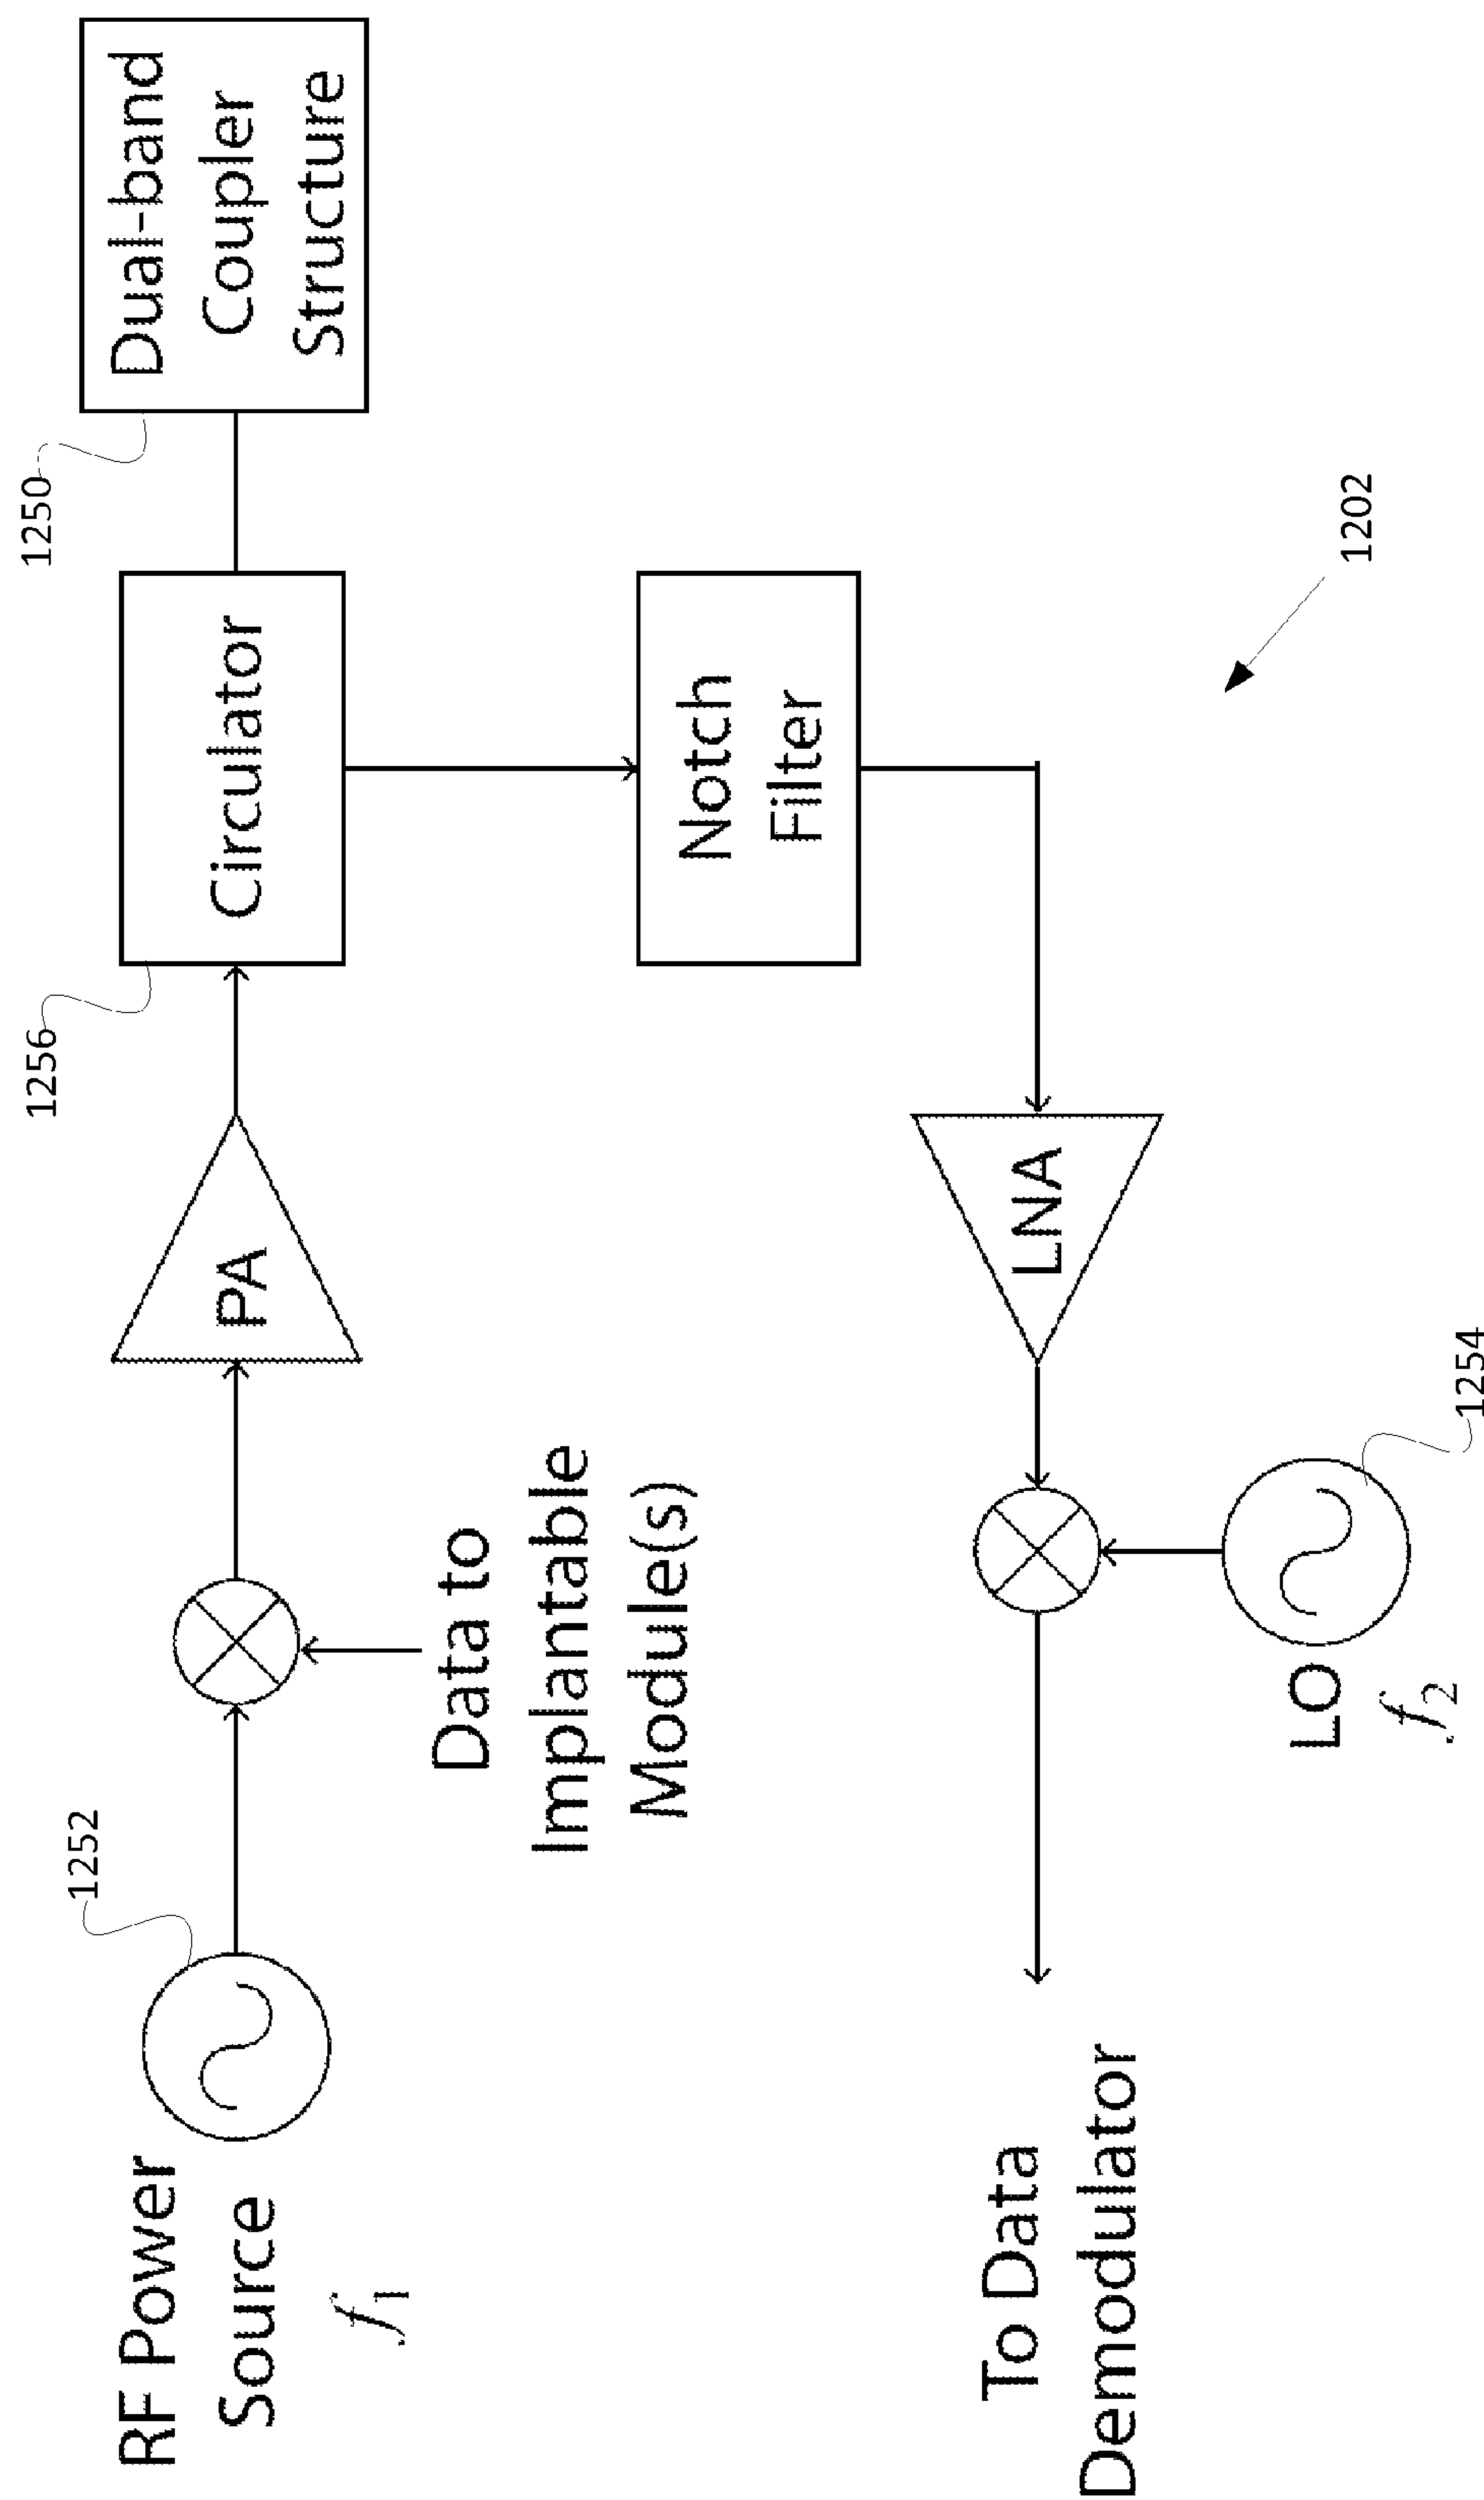 1252
1256
1250
RF Power
Source
f1
PA
Circulator
Dual-band
Coupler
Structure
Data to
Implantable
Module(s)
Notch
Filter
To Data
Demodulator
LNA
LO
f2
1254
1202